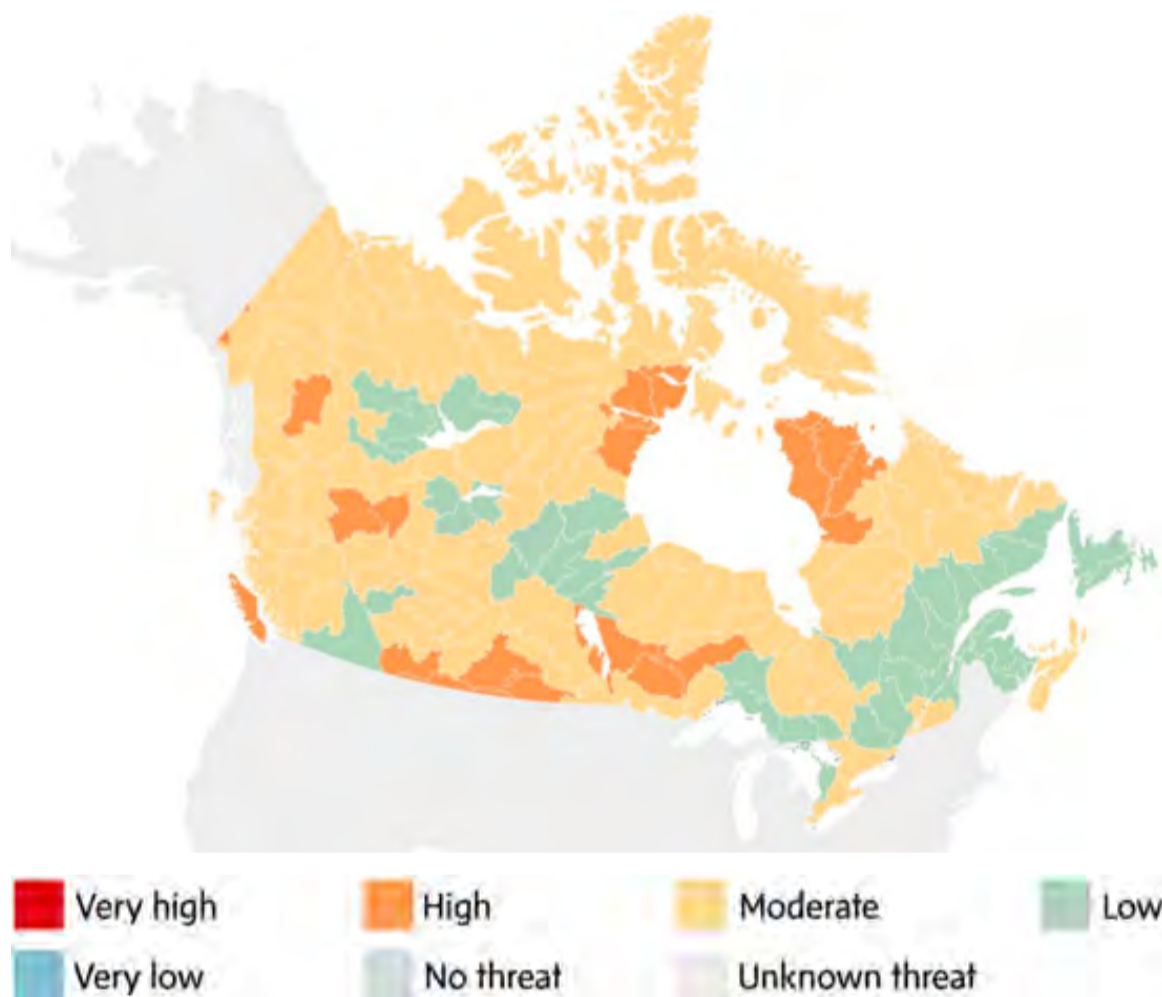 Very high
High
Moderate
Low
Very low
No threat
Unknown threat